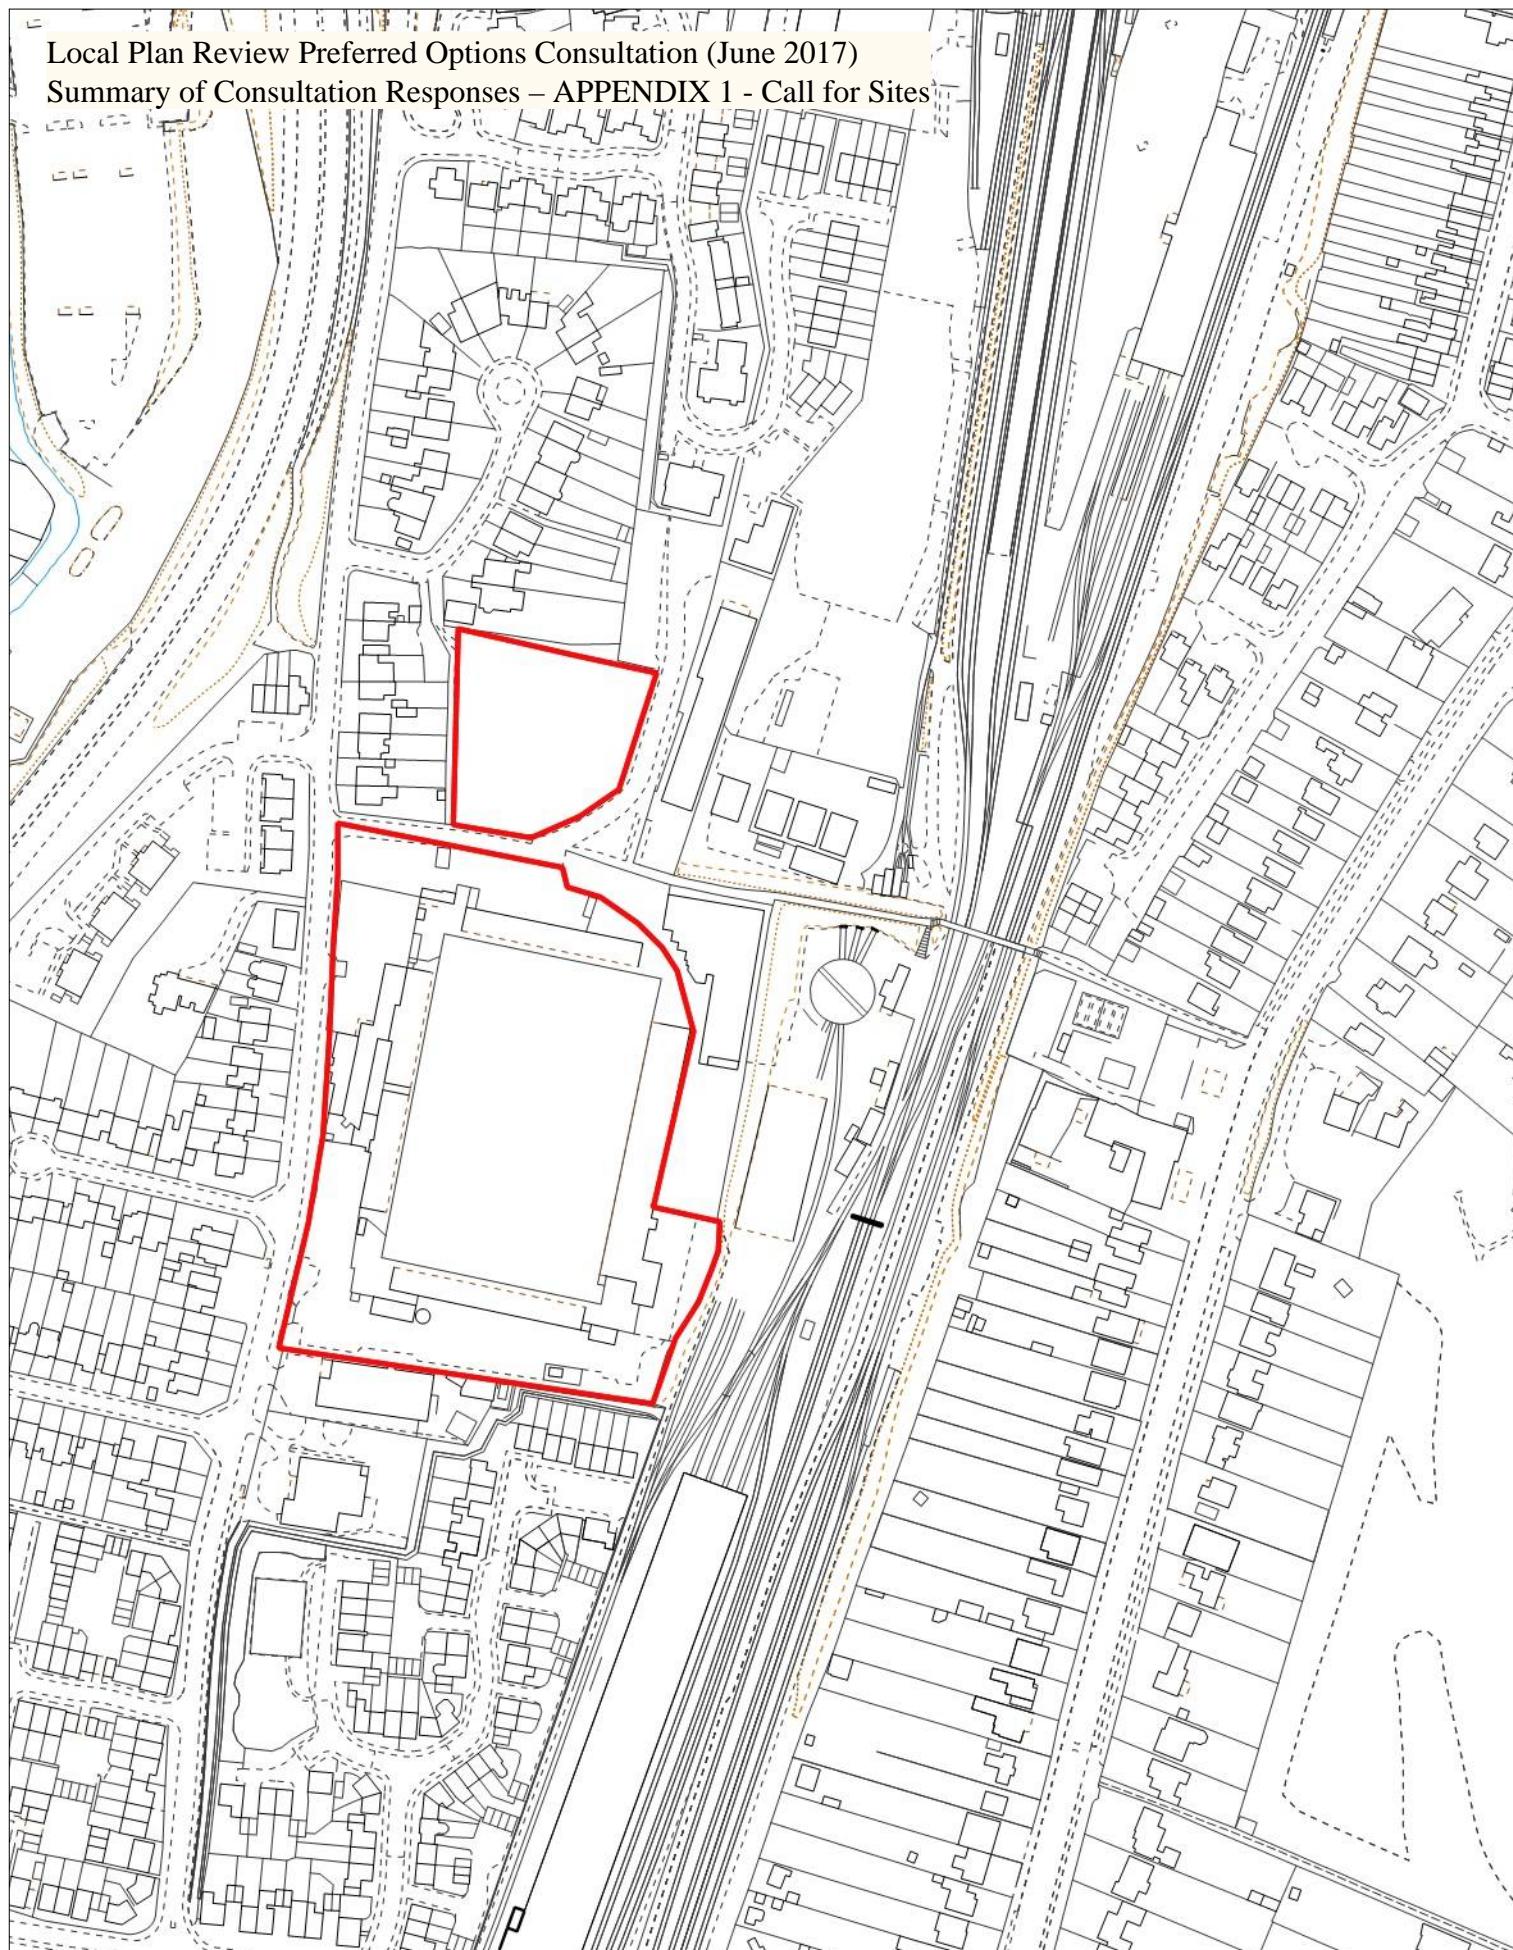 Local Plan Review Preferred Options Consultation (June 2017)
Summary of Consultation Responses – APPENDIX 1 - Call for Sites